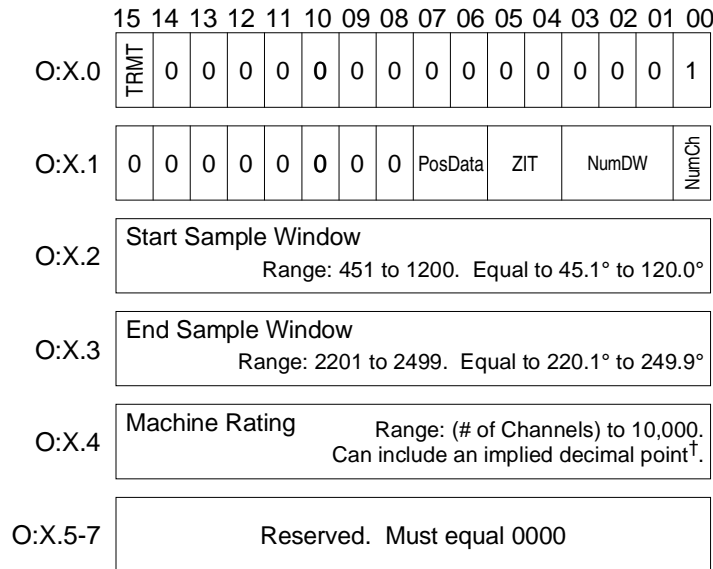 15 14 13 12 11 10 09 08 07 06 05 04 03 02 01 00
O:X.0 TRMT 0 0 0 0 0 0 0 0 0 0 0 0 0 0 1
O:X.1 0 0 0 0 0 0 0 0 PosData ZIT NumDW NumCh
O:X.2 Start Sample Window
Range: 451 to 1200. Equal to 45.1° to 120.0°
O:X.3 End Sample Window
Range: 2201 to 2499. Equal to 220.1° to 249.9°
O:X.4 Machine Rating Range: (# of Channels) to 10,000.
Can include an implied decimal point†.
O:X.5-7 Reserved. Must equal 0000